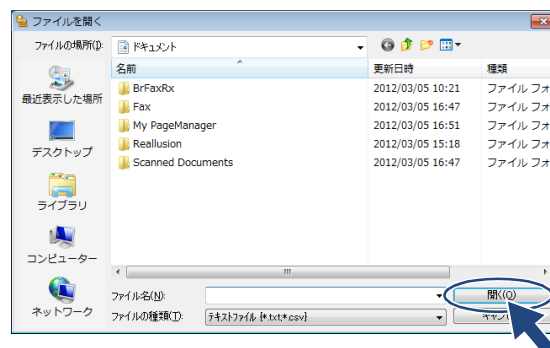 ファイルを開く
ファイルの場所(I):
ドキュメント
名前
更新日時
種類
BrFaxRx
2012/03/05 10:21
ファイル フォ
Fax
2012/03/05 16:47
ファイル フォ
My PageManager
2012/03/05 16:51
ファイル フォ
Reallusion
2012/03/05 15:18
ファイル フォ
Scanned Documents
2012/03/05 16:47
ファイル フォ
最近表示した場所
デスクトップ
ライブラリ
コンピューター
ネットワーク
ファイル名(N):
開く(O)
ファイルの種類(T):
テキストファイル {*.txt;*.csv}